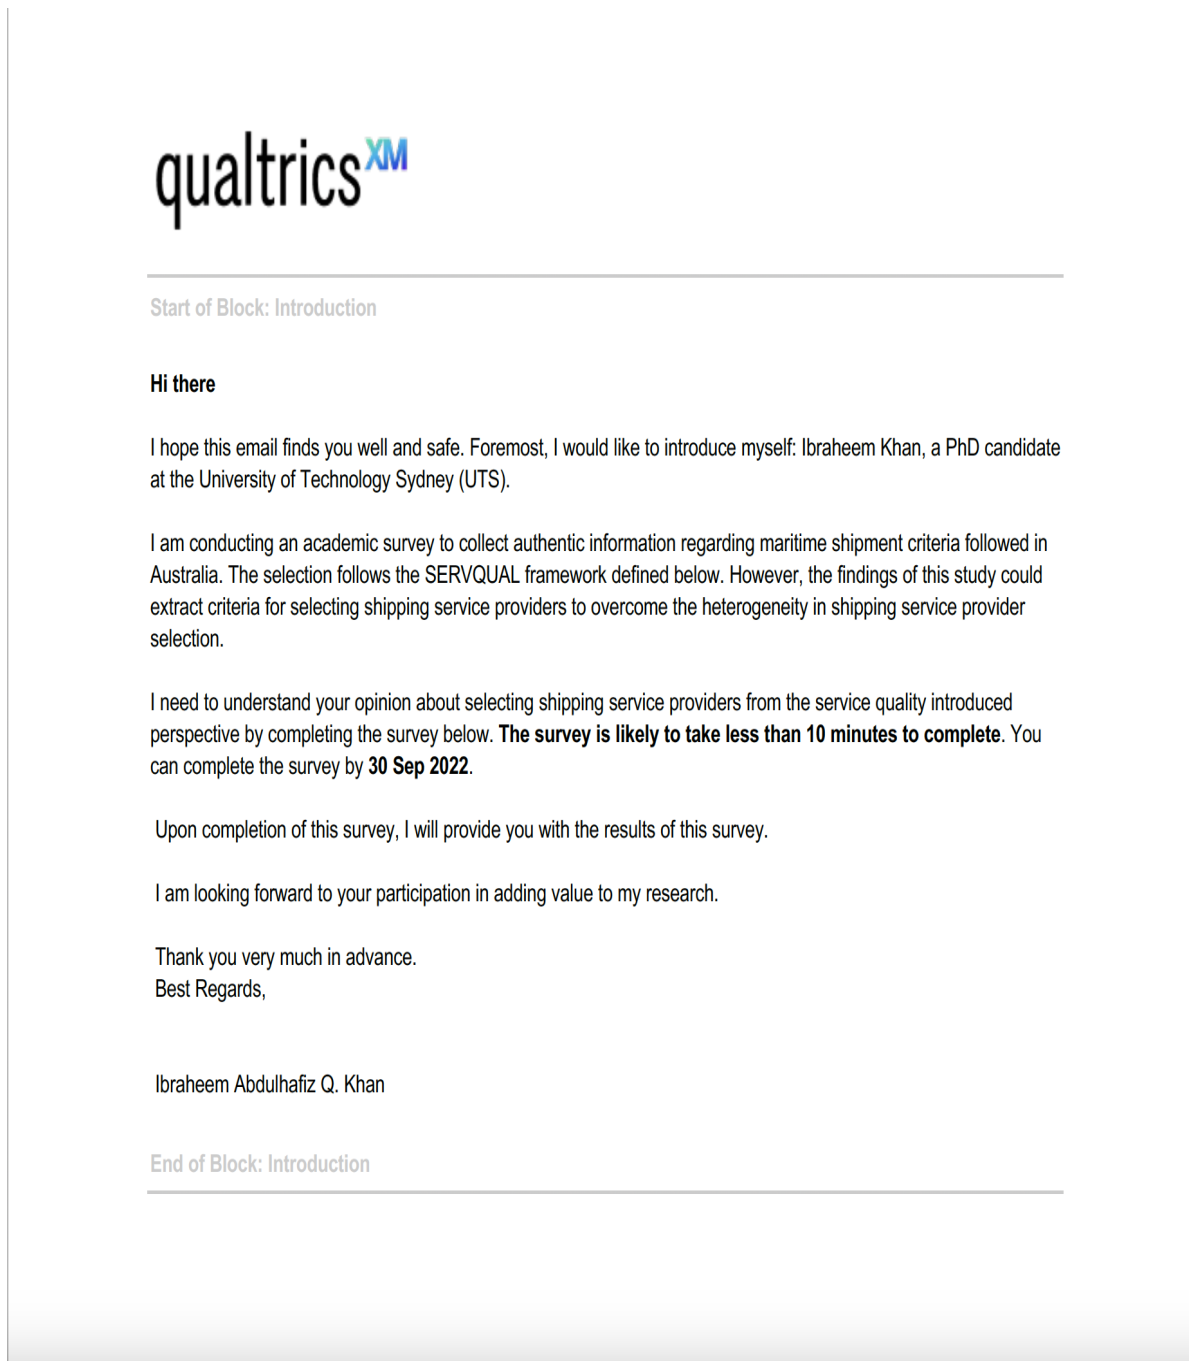 qualtrics XM
Start of Block: Introduction
Hi there
I hope this email finds you well and safe. Foremost, I would like to introduce myself: Ibraheem Khan, a PhD candidate
at the University of Technology Sydney (UTS).
I am conducting an academic survey to collect authentic information regarding maritime shipment criteria followed in
Australia. The selection follows the SERVQUAL framework defined below. However, the findings of this study could
extract criteria for selecting shipping service providers to overcome the heterogeneity in shipping service provider
selection.
I need to understand your opinion about selecting shipping service providers from the service quality introduced
perspective by completing the survey below. The survey is likely to take less than 10 minutes to complete. You
can complete the survey by 30 Sep 2022.
Upon completion of this survey, I will provide you with the results of this survey.
I am looking forward to your participation in adding value to my research.
Thank you very much in advance.
Best Regards,
Ibraheem Abdulhafiz Q. Khan
End of Block: Introduction